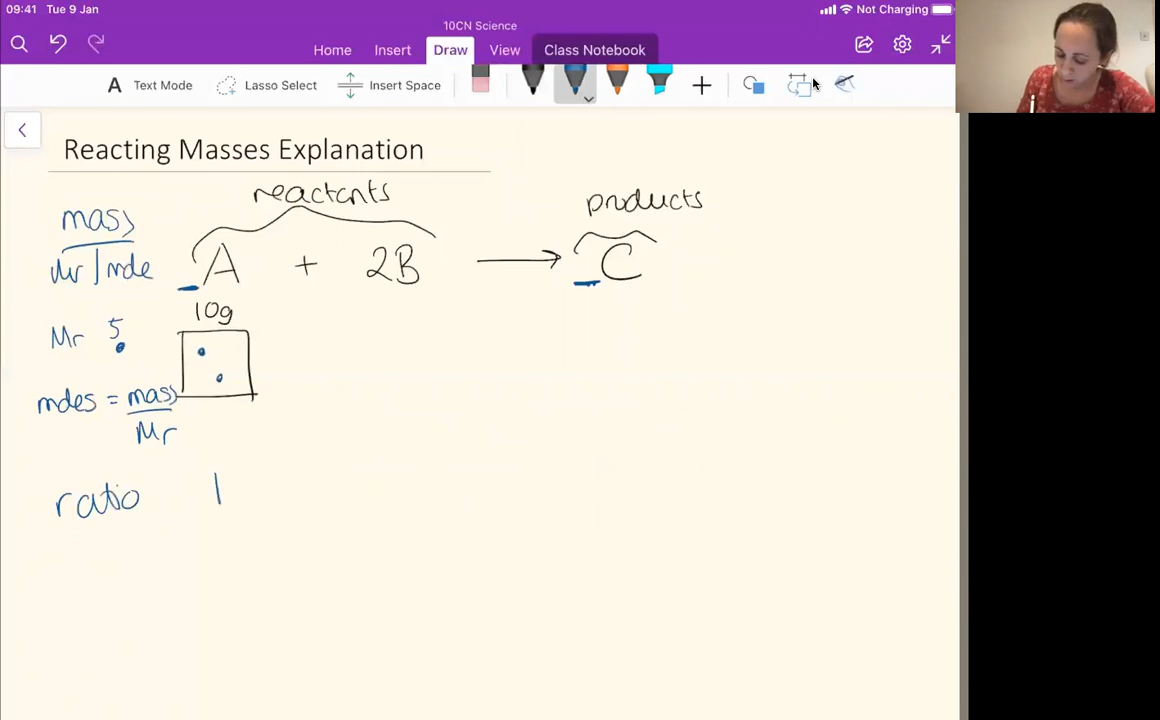 09:41 Tue 9 Jan
Not Charging
10CN Science
Home Insert Draw View Class Notebook
Text Mode Lasso Select Insert Space
Reacting Masses Explanation
reactants products
mass
Mr | mole
A + 2B → C
10g
Mr 5
moles = mass
Mr
ratio 1